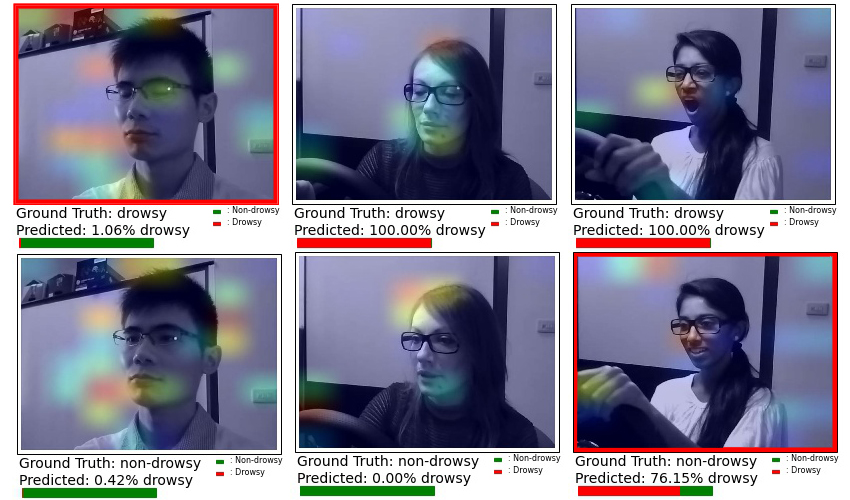 Ground Truth: drowsy
: Non-drowsy
Predicted: 1.06% drowsy
: Drowsy
Ground Truth: drowsy
: Non-drowsy
Predicted: 100.00% drowsy
: Drowsy
Ground Truth: drowsy
: Non-drowsy
Predicted: 100.00% drowsy
: Drowsy
Ground Truth: non-drowsy
: Non-drowsy
Predicted: 0.42% drowsy
: Drowsy
Ground Truth: non-drowsy
: Non-drowsy
Predicted: 0.00% drowsy
: Drowsy
Ground Truth: non-drowsy
: Non-drowsy
Predicted: 76.15% drowsy
: Drowsy